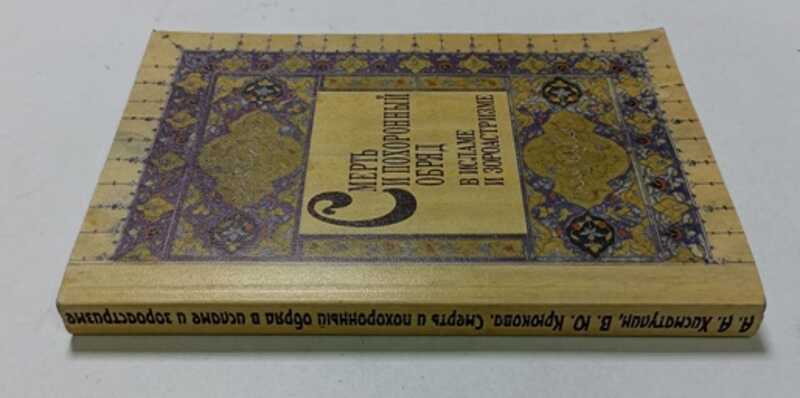 СМЕРТЬ
И ПОХОРОННЫЙ
ОБРЯД
В ИСЛАМЕ
И ЗОРОАСТРИЗМЕ
А. А. Хисматулин, В. Ю. Крюкова. Смерть и похоронный обряд в исламе и зороастризме